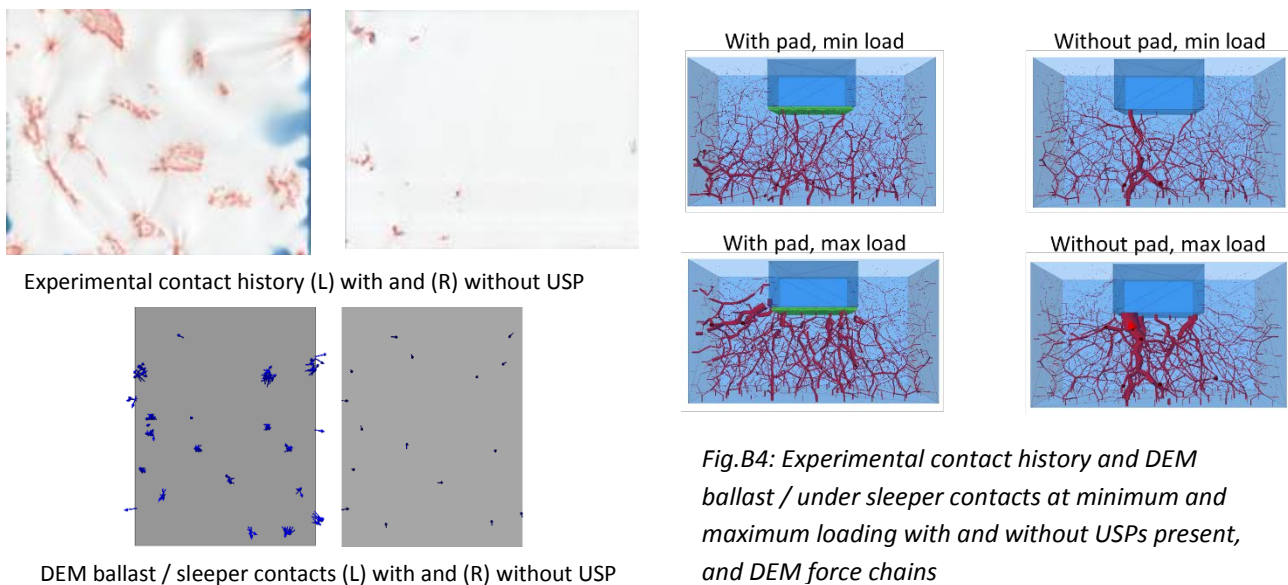 Experimental contact history (L) with and (R) without USP
DEM ballast / sleeper contacts (L) with and (R) without USP
With pad, min load
Without pad, min load
With pad, max load
Without pad, max load
Fig.B4: Experimental contact history and DEM
ballast / under sleeper contacts at minimum and
maximum loading with and without USPs present,
and DEM force chains